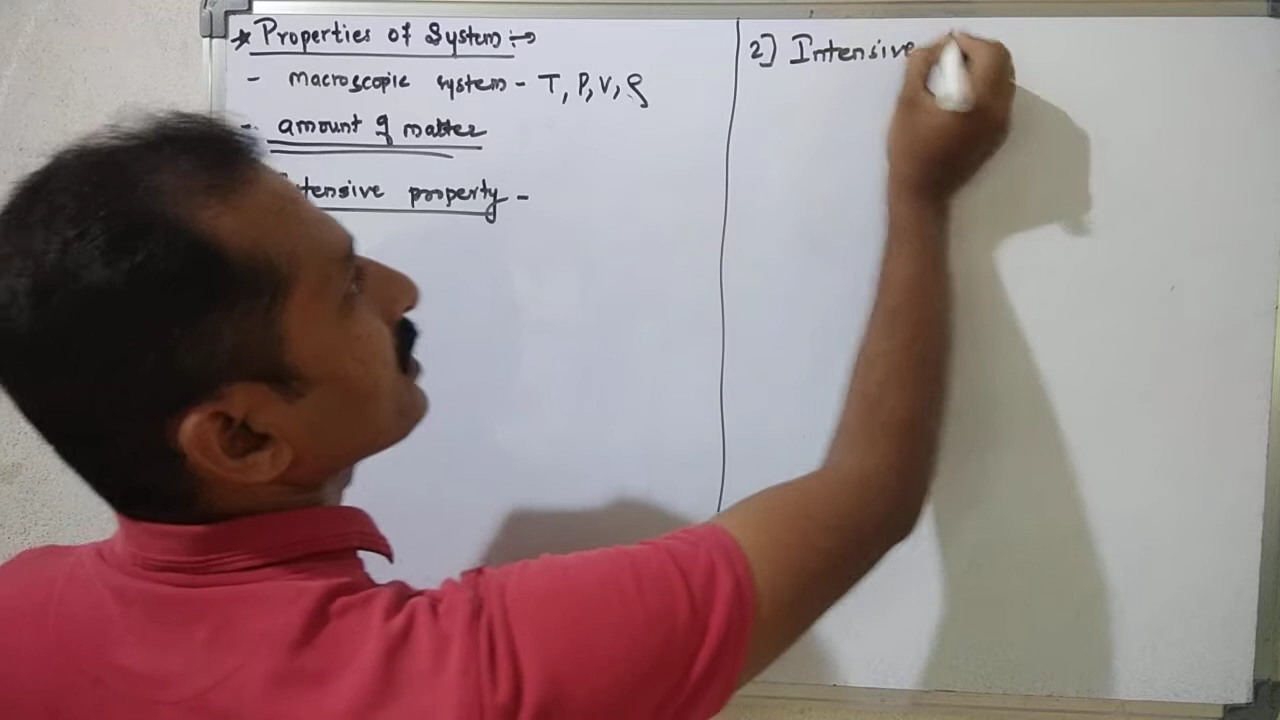 * Properties of System :→
- macroscopic system - T, P, V, ρ
- amount of matter
tensive property -
2] Intensive